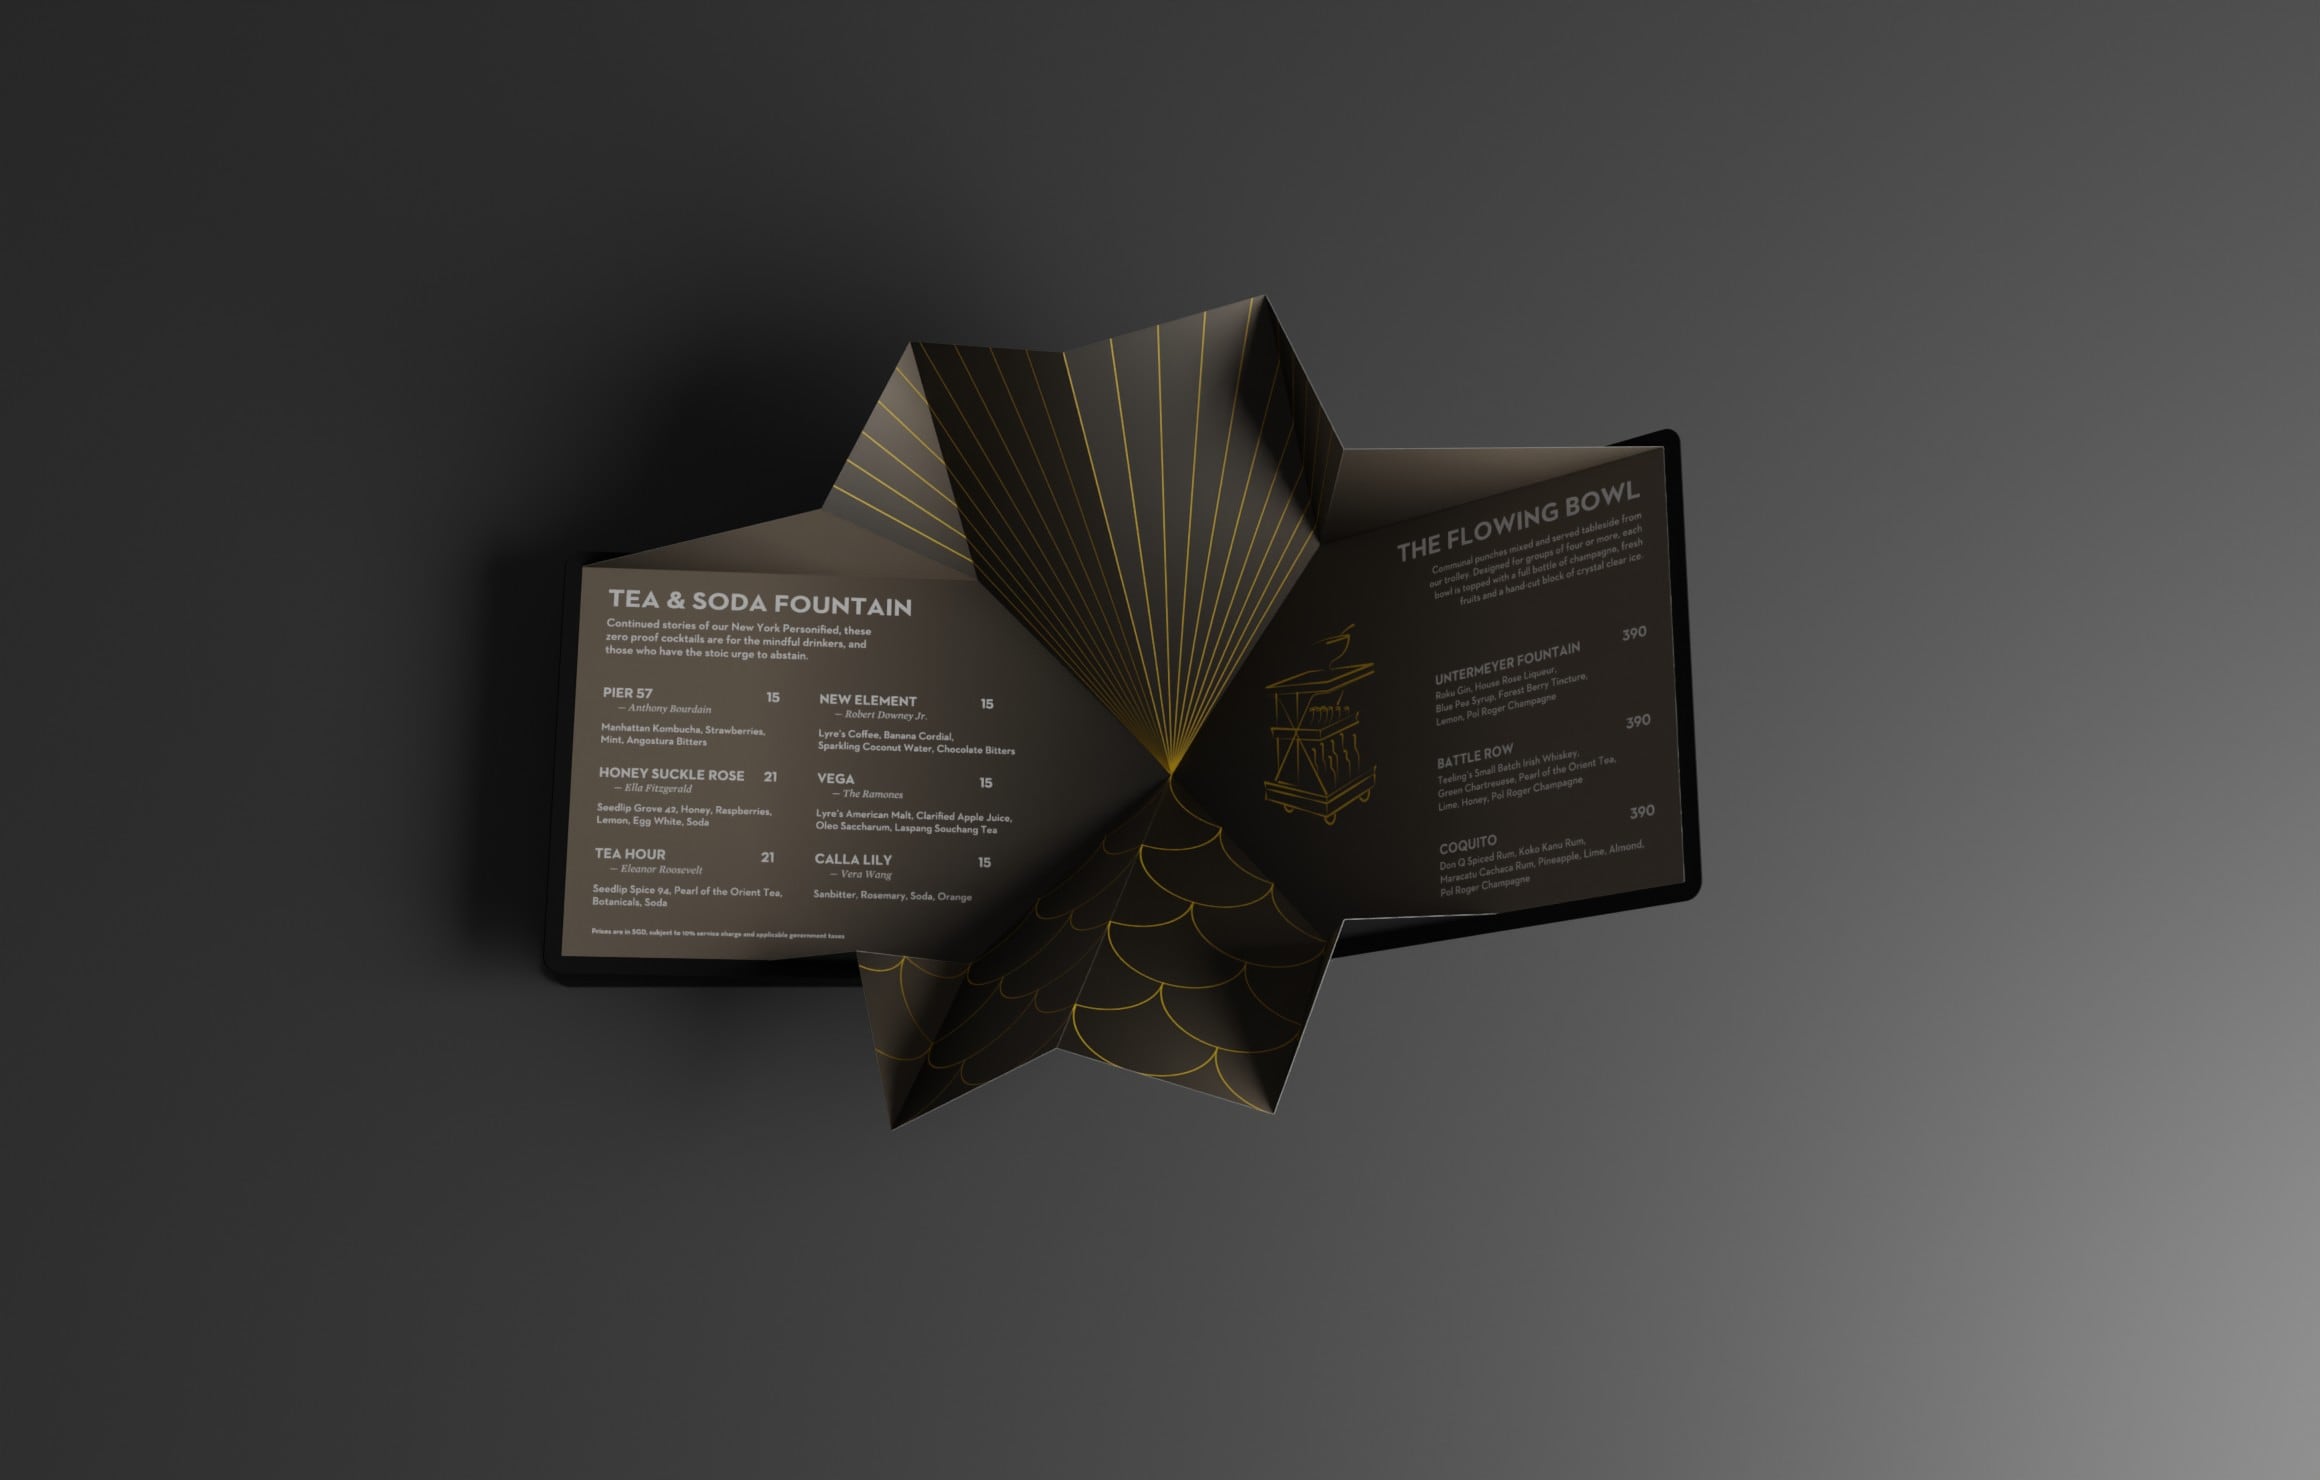 TEA & SODA FOUNTAIN
Continued stories of our New York Personified, these
zero proof cocktails are for the mindful drinkers, and
those who have the stoic urge to abstain.
PIER 57 15
— Anthony Bourdain
Manhattan Kombucha, Strawberries,
Mint, Angostura Bitters
HONEY SUCKLE ROSE 21
— Ella Fitzgerald
Seedlip Grove 42, Honey, Raspberries,
Lemon, Egg White, Soda
TEA HOUR 21
— Eleanor Roosevelt
Seedlip Spice 94, Pearl of the Orient Tea,
Botanicals, Soda
NEW ELEMENT 15
— Robert Downey Jr.
Lyre's Coffee, Banana Cordial,
Sparkling Coconut Water, Chocolate Bitters
VEGA 15
— The Ramones
Lyre's American Malt, Clarified Apple Juice,
Oleo Saccharum, Laspang Souchang Tea
CALLA LILY 15
— Vera Wang
Sanbitter, Rosemary, Soda, Orange
Prices are in SGD, subject to 10% service charge and applicable government taxes
THE FLOWING BOWL
Communal punches mixed and served tableside from
our trolley. Designed for groups of four or more, each
bowl is topped with a full bottle of champagne, fresh
fruits and a hand-cut block of crystal clear ice.
390
UNTERMEYER FOUNTAIN
Roku Gin, House Rose Liqueur,
Blue Pea Syrup, Forest Berry Tincture,
Lemon, Pol Roger Champagne
390
BATTLE ROW
Teeling's Small Batch Irish Whiskey,
Green Chartreuese, Pearl of the Orient Tea,
Lime, Honey, Pol Roger Champagne
390
COQUITO
Don Q Spiced Rum, Koko Kanu Rum,
Maracatu Cachaca Rum, Pineapple, Lime, Almond,
Pol Roger Champagne